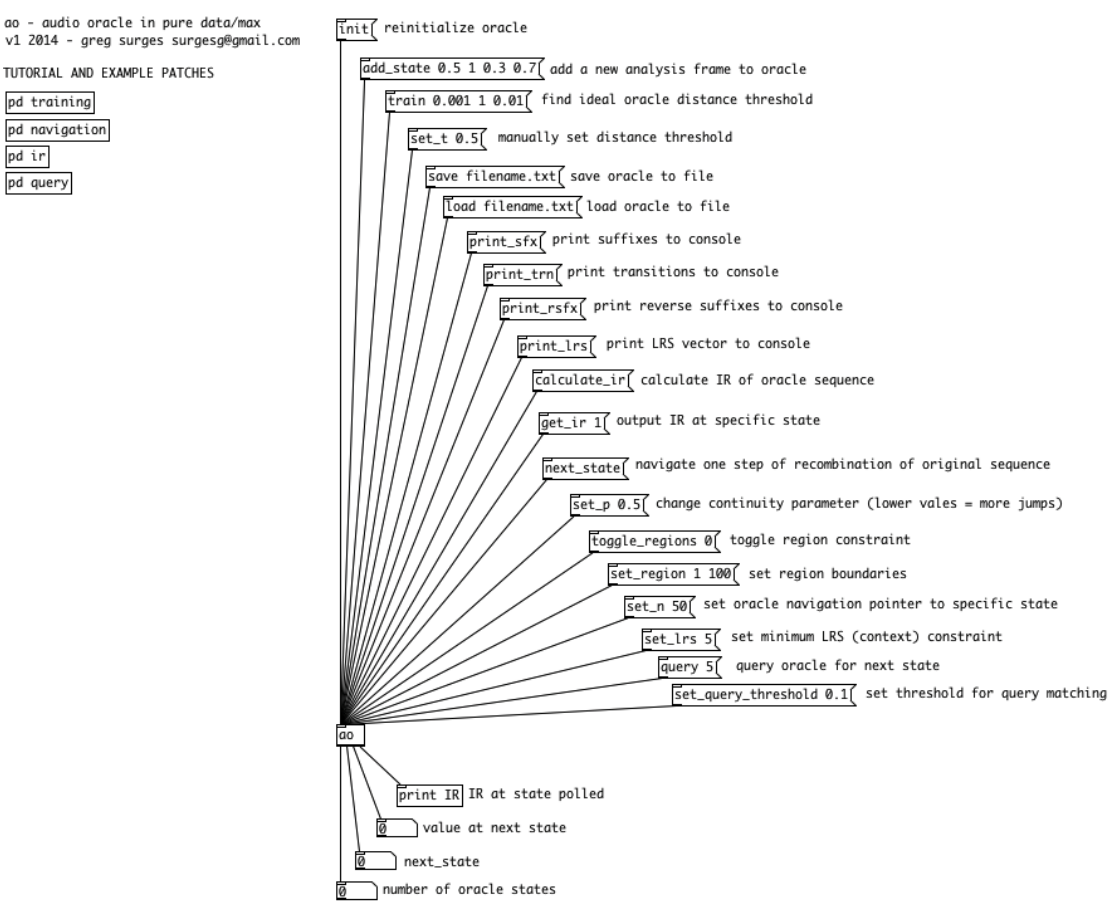 ao - audio oracle in pure data/max
v1 2014 - greg surges surgesg@gmail.com
TUTORIAL AND EXAMPLE PATCHES
pd training
pd navigation
pd ir
pd query
init reinitialize oracle
add_state 0.5 1 0.3 0.7 add a new analysis frame to oracle
train 0.001 1 0.01 find ideal oracle distance threshold
set_t 0.5 manually set distance threshold
save filename.txt save oracle to file
load filename.txt load oracle to file
print_sfx print suffixes to console
print_trn print transitions to console
print_rsfx print reverse suffixes to console
print_lrs print LRS vector to console
calculate_ir calculate IR of oracle sequence
get_ir 1 output IR at specific state
next_state navigate one step of recombination of original sequence
set_p 0.5 change continuity parameter (lower vales = more jumps)
toggle_regions 0 toggle region constraint
set_region 1 100 set region boundaries
set_n 50 set oracle navigation pointer to specific state
set_lrs 5 set minimum LRS (context) constraint
query 5 query oracle for next state
set_query_threshold 0.1 set threshold for query matching
ao
print IR IR at state polled
0 value at next state
0 next_state
0 number of oracle states